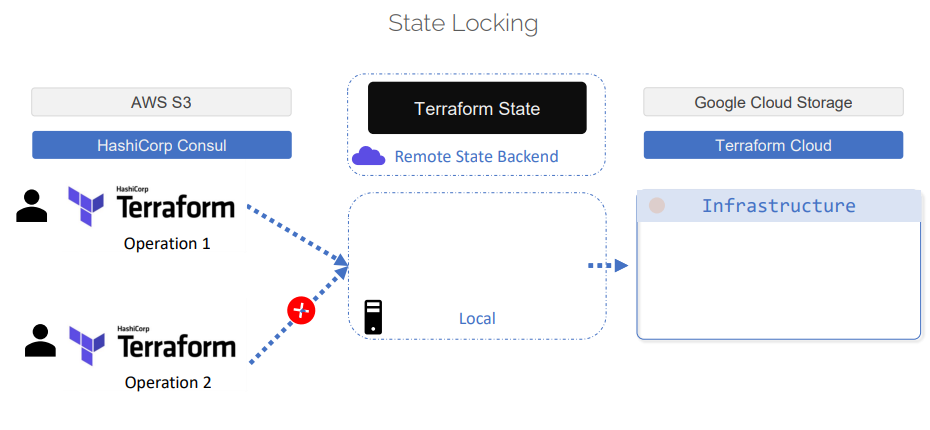 State Locking
AWS S3
HashiCorp Consul
Terraform State
Remote State Backend
Google Cloud Storage
Terraform Cloud
HashiCorp
Terraform
Operation 1
Infrastructure
Local
HashiCorp
Terraform
Operation 2